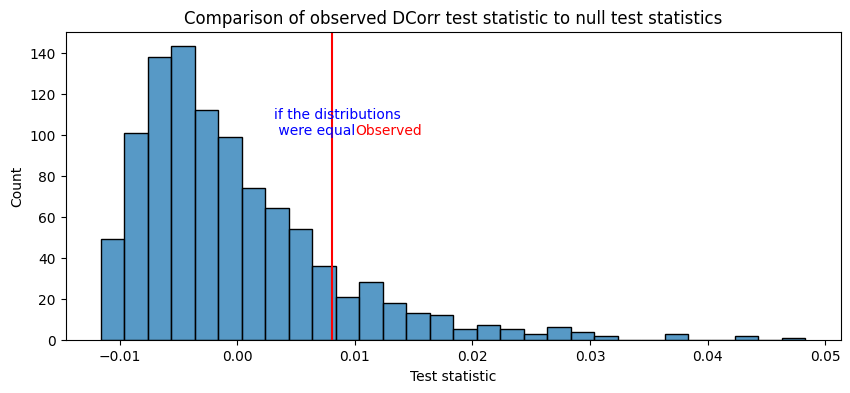 Comparison of observed DCorr test statistic to null test statistics
140
120
100
80
60
40
20
0
Count
if the distributions
were equal
Observed
−0.01
0.00
0.01
0.02
0.03
0.04
0.05
Test statistic